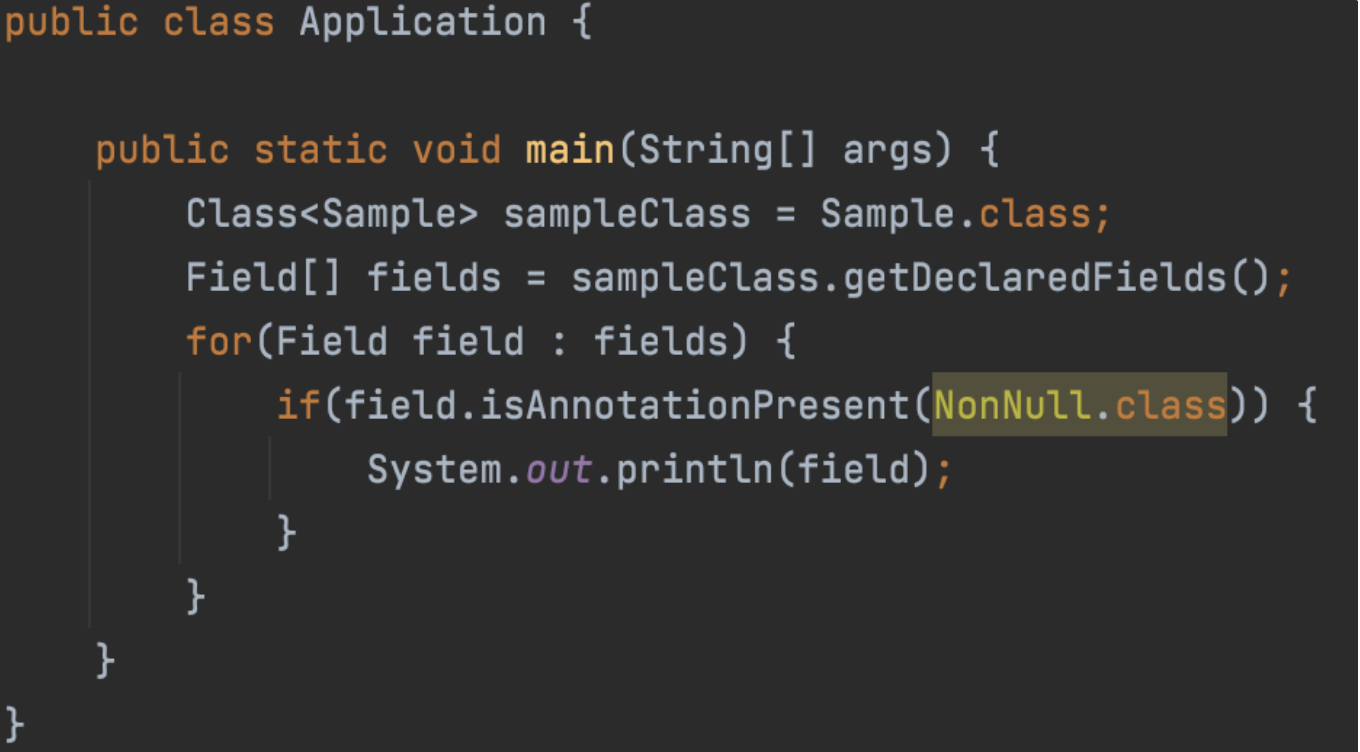 public class Application {
public static void main(String[] args) {
Class<Sample> sampleClass = Sample.class;
Field[] fields = sampleClass.getDeclaredFields();
for(Field field : fields) {
if(field.isAnnotationPresent(NonNull.class)) {
System.out.println(field);
}
}
}
}